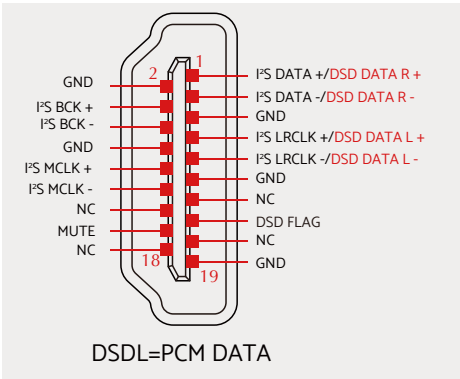 2
GND
I²S BCK +
I²S BCK -
GND
I²S MCLK +
I²S MCLK -
NC
MUTE
NC
18
1
I²S DATA +/DSD DATA R +
I²S DATA -/DSD DATA R -
GND
I²S LRCLK +/DSD DATA L +
I²S LRCLK -/DSD DATA L -
GND
NC
DSD FLAG
NC
GND
19
DSDL=PCM DATA